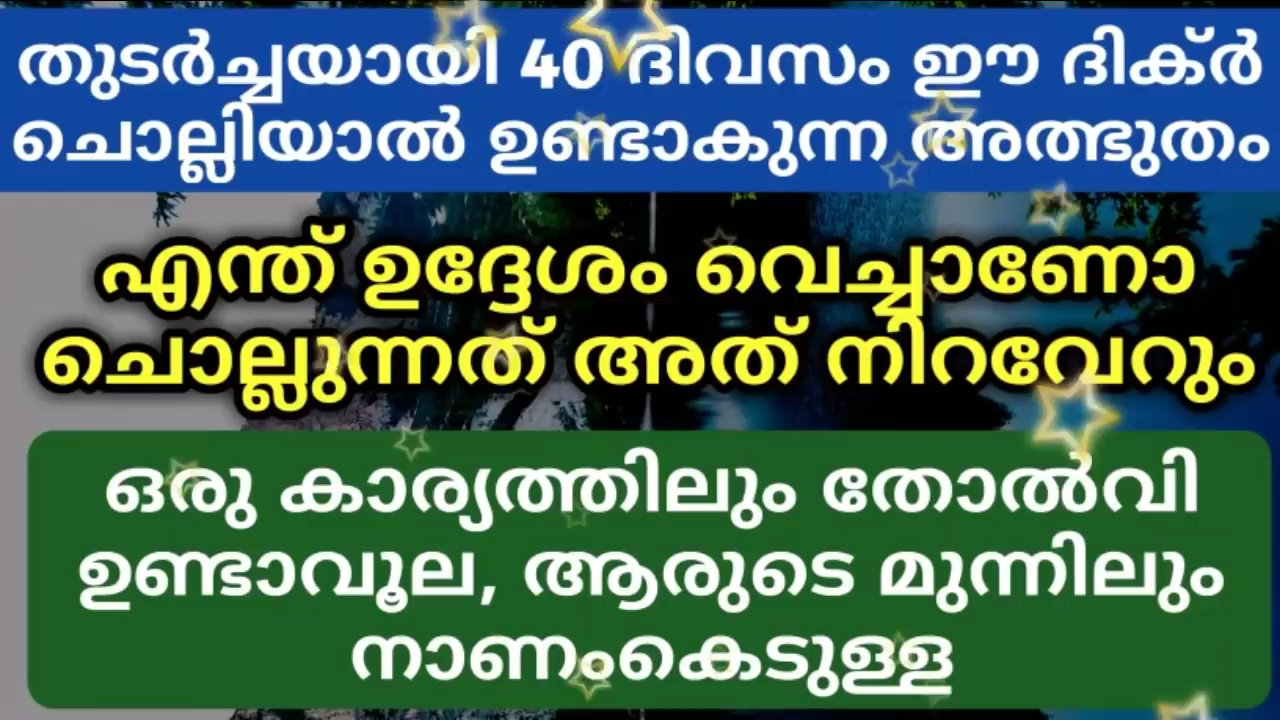 തുടർച്ചയായി 40 ദിവസം ഈ ദിക്ർ
ചൊല്ലിയാൽ ഉണ്ടാകുന്ന അത്ഭുതം
എന്ത് ഉദ്ദേശം വെച്ചാണോ
ചൊല്ലുന്നത് അത് നിറവേറും
ഒരു കാര്യത്തിലും തോൽവി
ഉണ്ടാവൂല, ആരുടെ മുന്നിലും
നാണംകെടുള്ള